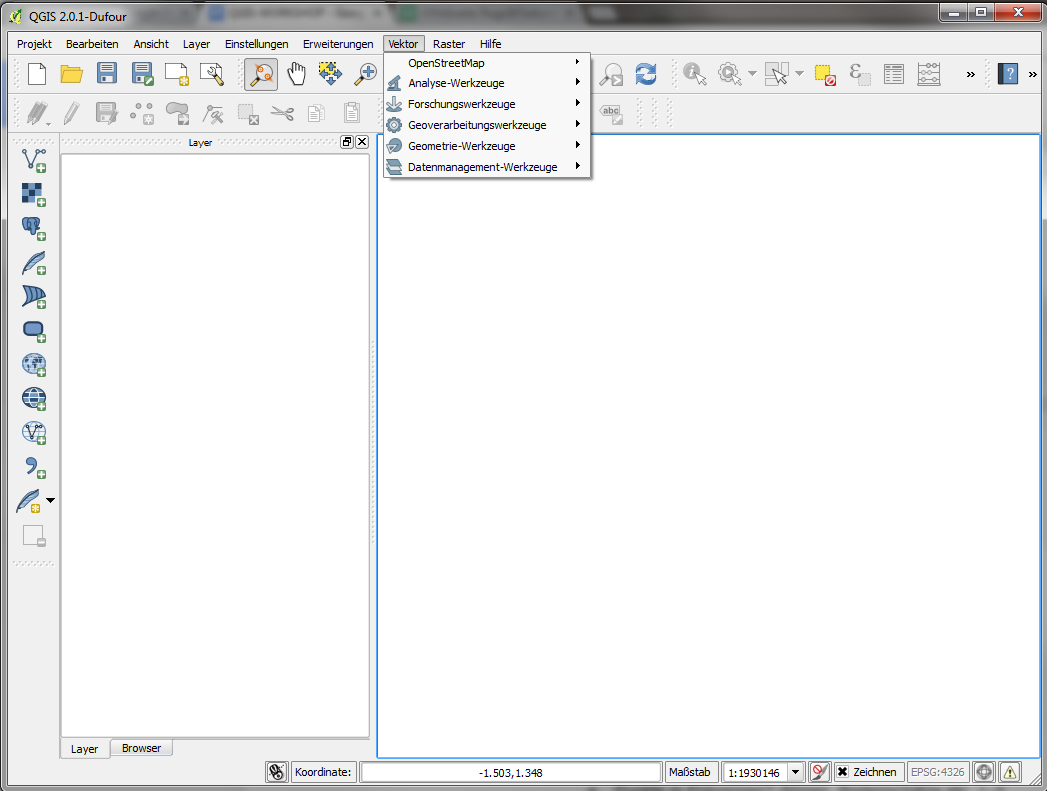 QGIS 2.0.1-Dufour
Projekt Bearbeiten Ansicht Layer Einstellungen Erweiterungen Vektor Raster Hilfe
OpenStreetMap
Analyse-Werkzeuge
Forschungswerkzeuge
Geoverarbeitungswerkzeuge
Geometrie-Werkzeuge
Datenmanagement-Werkzeuge
abc
Layer
Layer Browser
Koordinate: -1.503,1.348 Maßstab 1:1930146 Zeichnen EPSG:4326